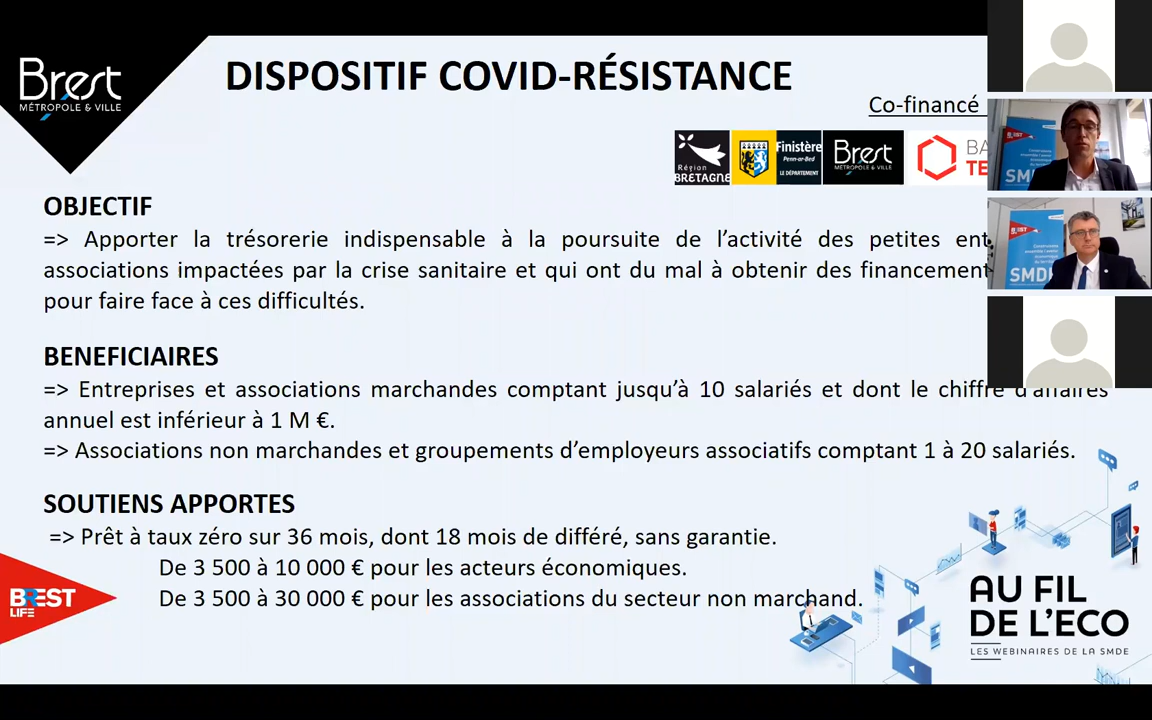 Brest
MÉTROPOLE & VILLE
DISPOSITIF COVID-RÉSISTANCE
Co-financé
Région
BRETAGNE
Finistère
Penn-ar-Bed
LE DÉPARTEMENT
Brest
MÉTROPOLE & VILLE
BA
TE
OBJECTIF
=> Apporter la trésorerie indispensable à la poursuite de l’activité des petites ent
associations impactées par la crise sanitaire et qui ont du mal à obtenir des financement
pour faire face à ces difficultés.
BENEFICIAIRES
=> Entreprises et associations marchandes comptant jusqu’à 10 salariés et dont le chiffre d’affaires
annuel est inférieur à 1 M €.
=> Associations non marchandes et groupements d’employeurs associatifs comptant 1 à 20 salariés.
SOUTIENS APPORTES
=> Prêt à taux zéro sur 36 mois, dont 18 mois de différé, sans garantie.
De 3 500 à 10 000 € pour les acteurs économiques.
De 3 500 à 30 000 € pour les associations du secteur non marchand.
BREST
LIFE
AU FIL
DE L’ECO
LES WEBINAIRES DE LA SMDE
SMD
SMD